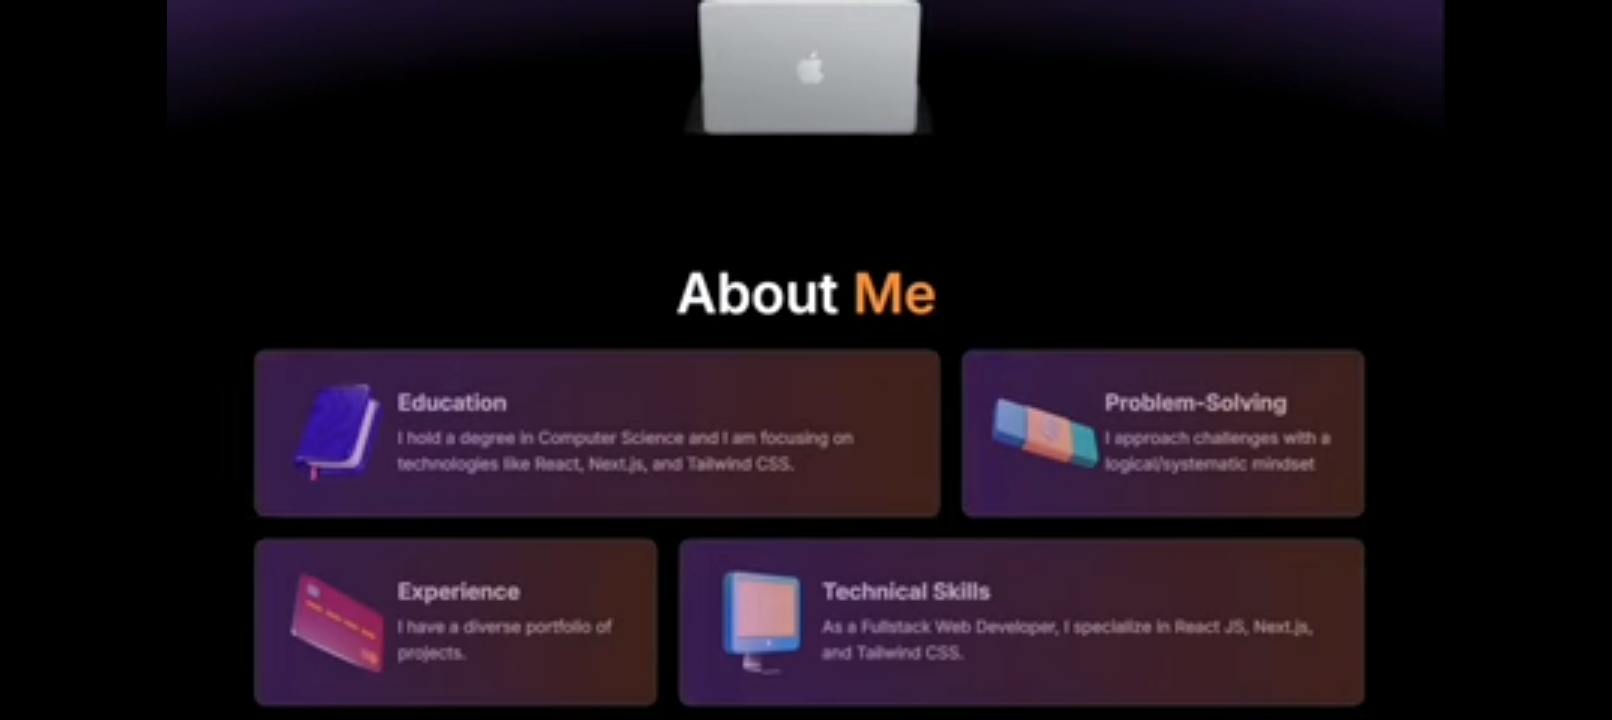 About Me
Education
I hold a degree in Computer Science and I am focusing on
technologies like React, Next.js, and Tailwind CSS.
Problem-Solving
I approach challenges with a
logical/systematic mindset
Experience
I have a diverse portfolio of
projects.
Technical Skills
As a Fullstack Web Developer, I specialize in React JS, Next.js,
and Tailwind CSS.